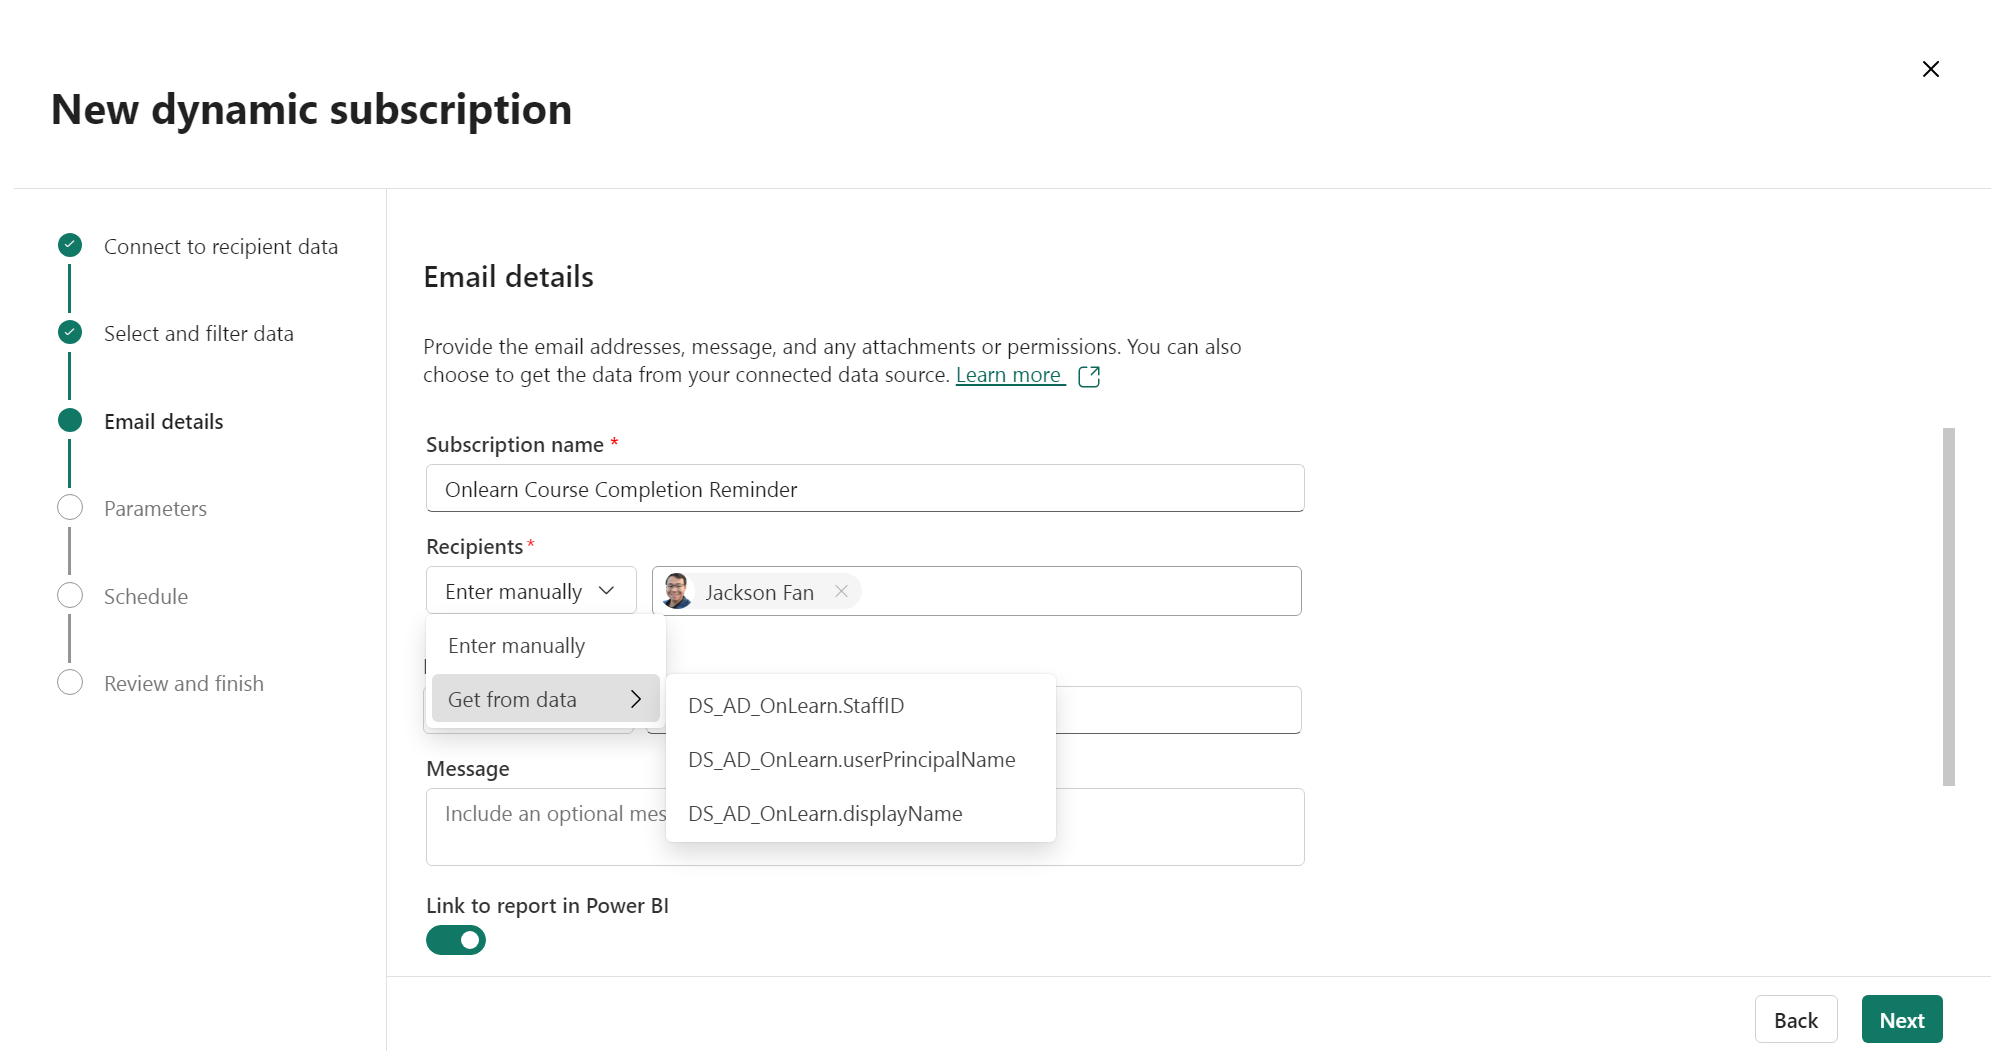 New dynamic subscription
Connect to recipient data
Select and filter data
Email details
Parameters
Schedule
Review and finish
Email details
Provide the email addresses, message, and any attachments or permissions. You can also
choose to get the data from your connected data source. Learn more
Subscription name *
Onlearn Course Completion Reminder
Recipients *
Enter manually
Jackson Fan
Enter manually
Get from data
DS_AD_OnLearn.StaffID
DS_AD_OnLearn.userPrincipalName
DS_AD_OnLearn.displayName
Message
Include an optional mes
Link to report in Power BI
Back
Next